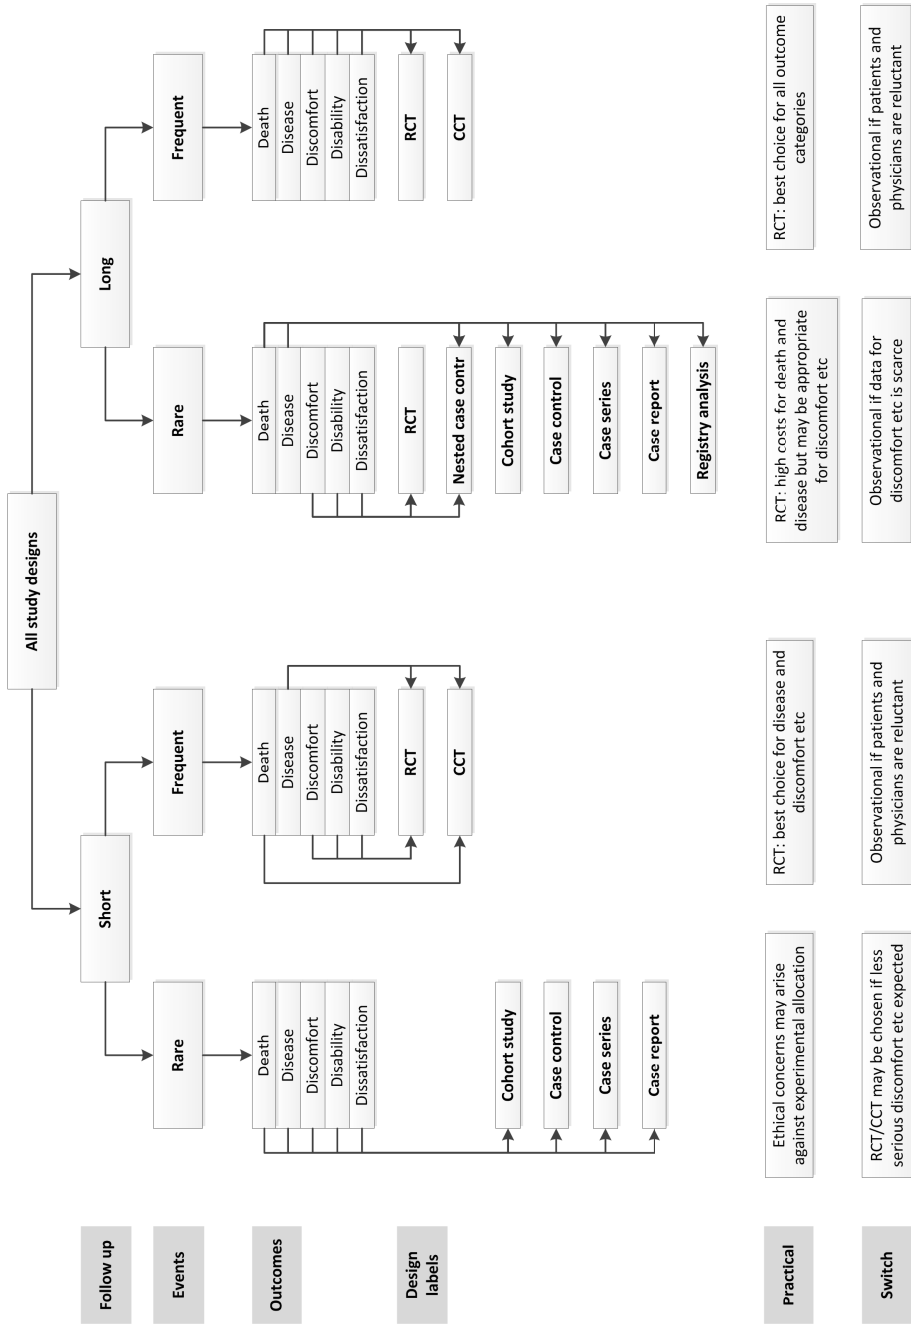 All study designs
Follow up
Short
Long
Events
Rare
Frequent
Rare
Frequent
Outcomes
Death
Disease
Discomfort
Disability
Dissatisfaction
Death
Disease
Discomfort
Disability
Dissatisfaction
Death
Disease
Discomfort
Disability
Dissatisfaction
Death
Disease
Discomfort
Disability
Dissatisfaction
Design
labels
Cohort study
Case control
Case series
Case report
RCT
CCT
RCT
Nested case contr
Cohort study
Case control
Case series
Case report
Registry analysis
RCT
CCT
Practical
Ethical concerns may arise
against experimental allocation
RCT: best choice for disease and
discomfort etc
RCT: high costs for death and
disease but may be appropriate
for discomfort etc
RCT: best choice for all outcome
categories
Switch
RCT/CCT may be chosen if less
serious discomfort etc expected
Observational if patients and
physicians are reluctant
Observational if data for
discomfort etc is scarce
Observational if patients and
physicians are reluctant